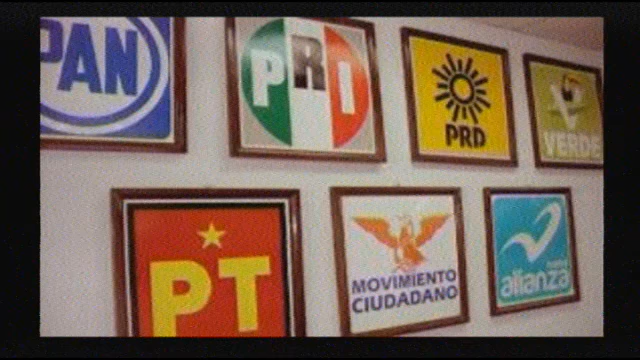 PAN
PRI
PRD
VERDE
PT
MOVIMIENTO
CIUDADANO
alianza